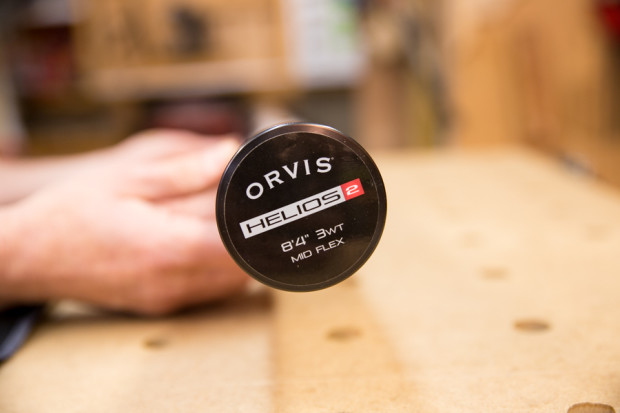 ORVIS
HELIOS 2
8'4" 3WT
MID FLEX